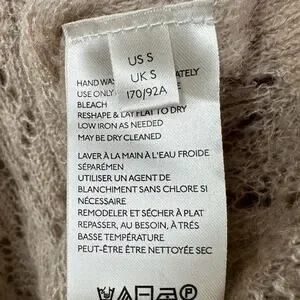 US S
UK S
170/92A
HAND WAS ATELY
USE ONLY
BLEACH
RESHAPE & LAY FLAT TO DRY
LOW IRON AS NEEDED
MAY BE DRY CLEANED
LAVER À LA MAIN À L'EAU FROIDE
SÉPARÉMEN
UTILISER UN AGENT DE
BLANCHIMENT SANS CHLORE SI
NÉCESSAIRE
REMODELER ET SÉCHER À PLAT
REPASSER, AU BESOIN, À TRÉS
BASSE TEMPÉRATURE
PEUT-ÊTRE ÊTRE NETTOYÉE SEC